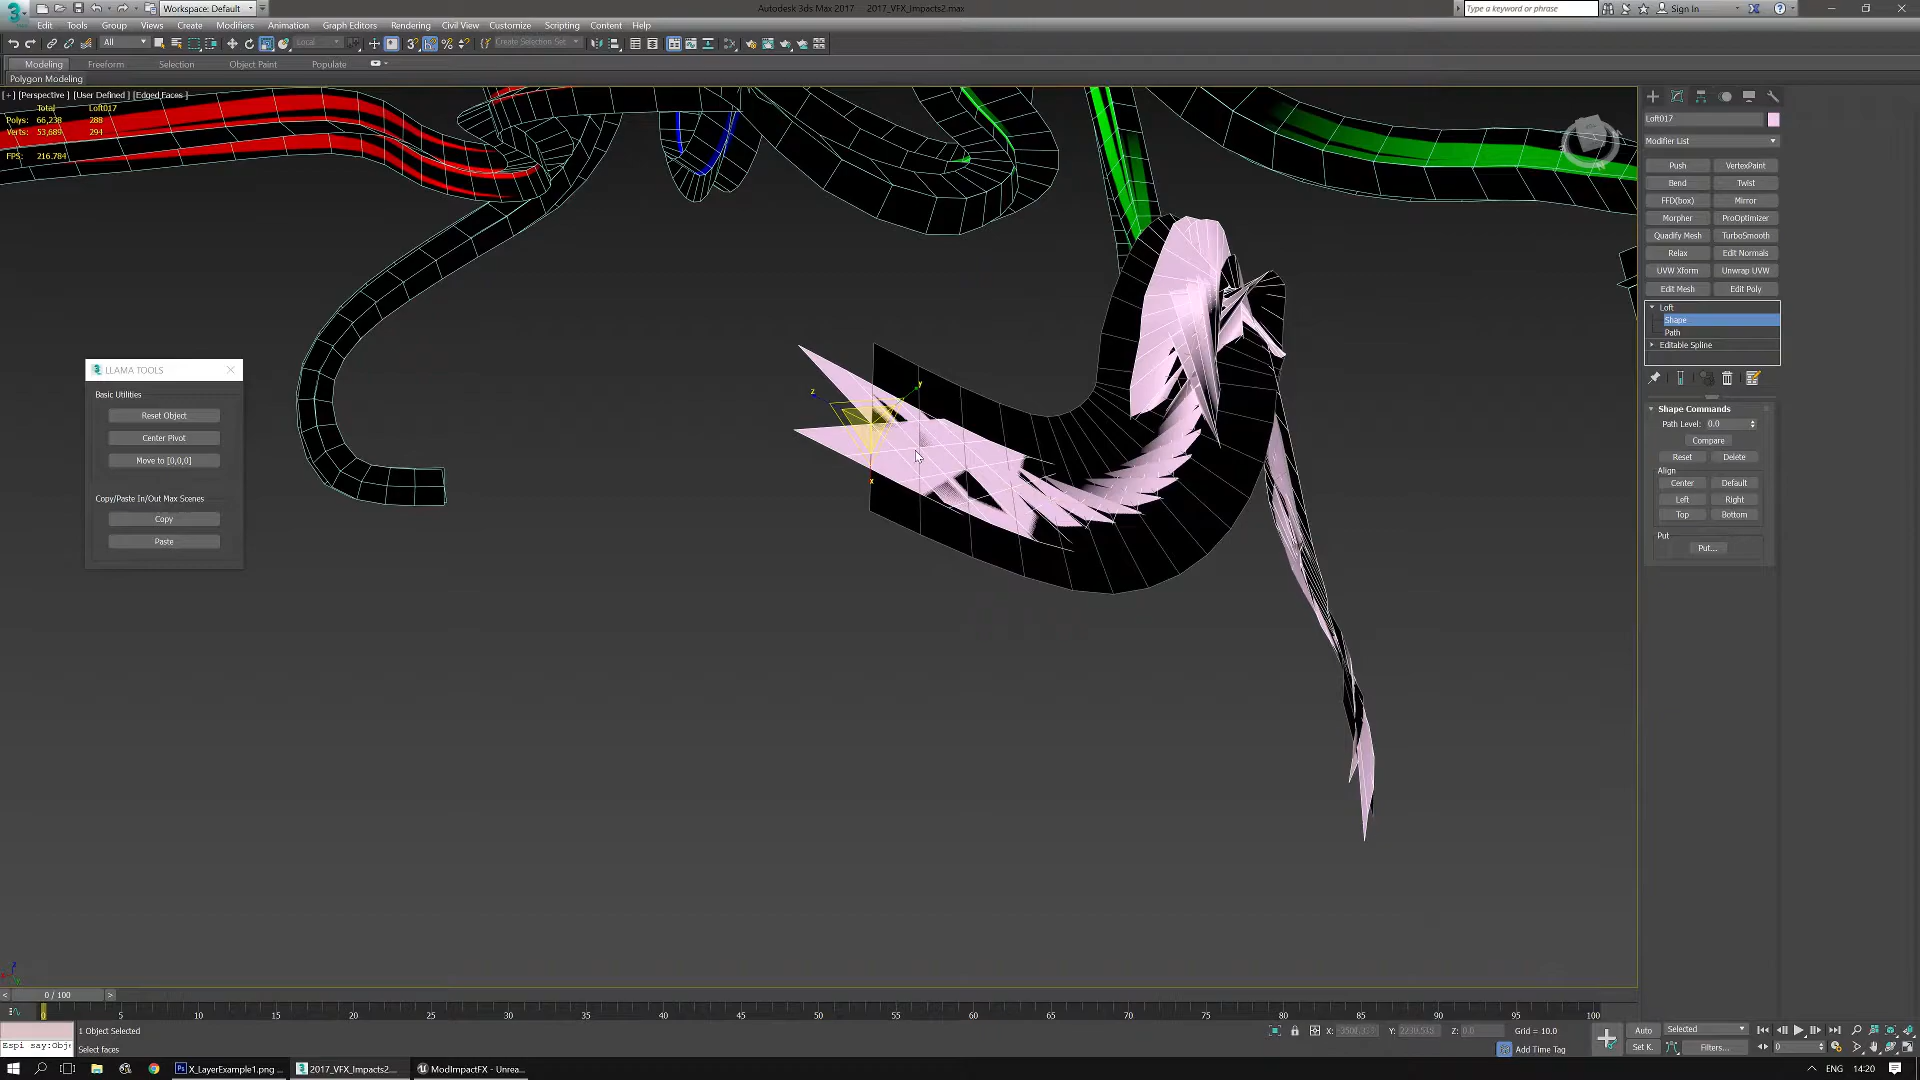 Workspace: Default
Autodesk 3ds Max 2017
2017_VFX_Impacts2.max
Type a keyword or phrase
Sign In
Edit
Tools
Group
Views
Create
Modifiers
Animation
Graph Editors
Rendering
Civil View
Customize
Scripting
Content
Help
All
Local
Create Selection Set
Modeling
Freeform
Selection
Object Paint
Populate
Polygon Modeling
[+] [Perspective] [User Defined] [Edged Faces]
Total
Loft017
Polys: 66,238
288
Verts: 53,689
294
FPS: 216.784
LLAMA TOOLS
Basic Utilities
Reset Object
Center Pivot
Move to [0,0,0]
Copy/Paste In/Out Max Scenes
Copy
Paste
z
y
x
Loft017
Modifier List
Push
VertexPaint
Bend
Twist
FFD(box)
Mirror
Morpher
ProOptimizer
Quadify Mesh
TurboSmooth
Relax
Edit Normals
UVW Xform
Unwrap UVW
Edit Mesh
Edit Poly
Loft
Shape
Path
Editable Spline
Shape Commands
Path Level: 0.0
Compare
Reset
Delete
Align
Center
Default
Left
Right
Top
Bottom
Put
Put...
0 / 100
0
5
10
15
20
25
30
35
40
45
50
55
60
65
70
75
80
85
90
95
100
1 Object Selected
Select faces
Espi say:Obj
X:
Y:
Z: 0.0
Grid = 10.0
Add Time Tag
Auto
Selected
Set K.
Filters...
0
X_LayerExample1.png ...
2017_VFX_Impacts2...
ModImpactFX - Unrea...
ENG
14:20